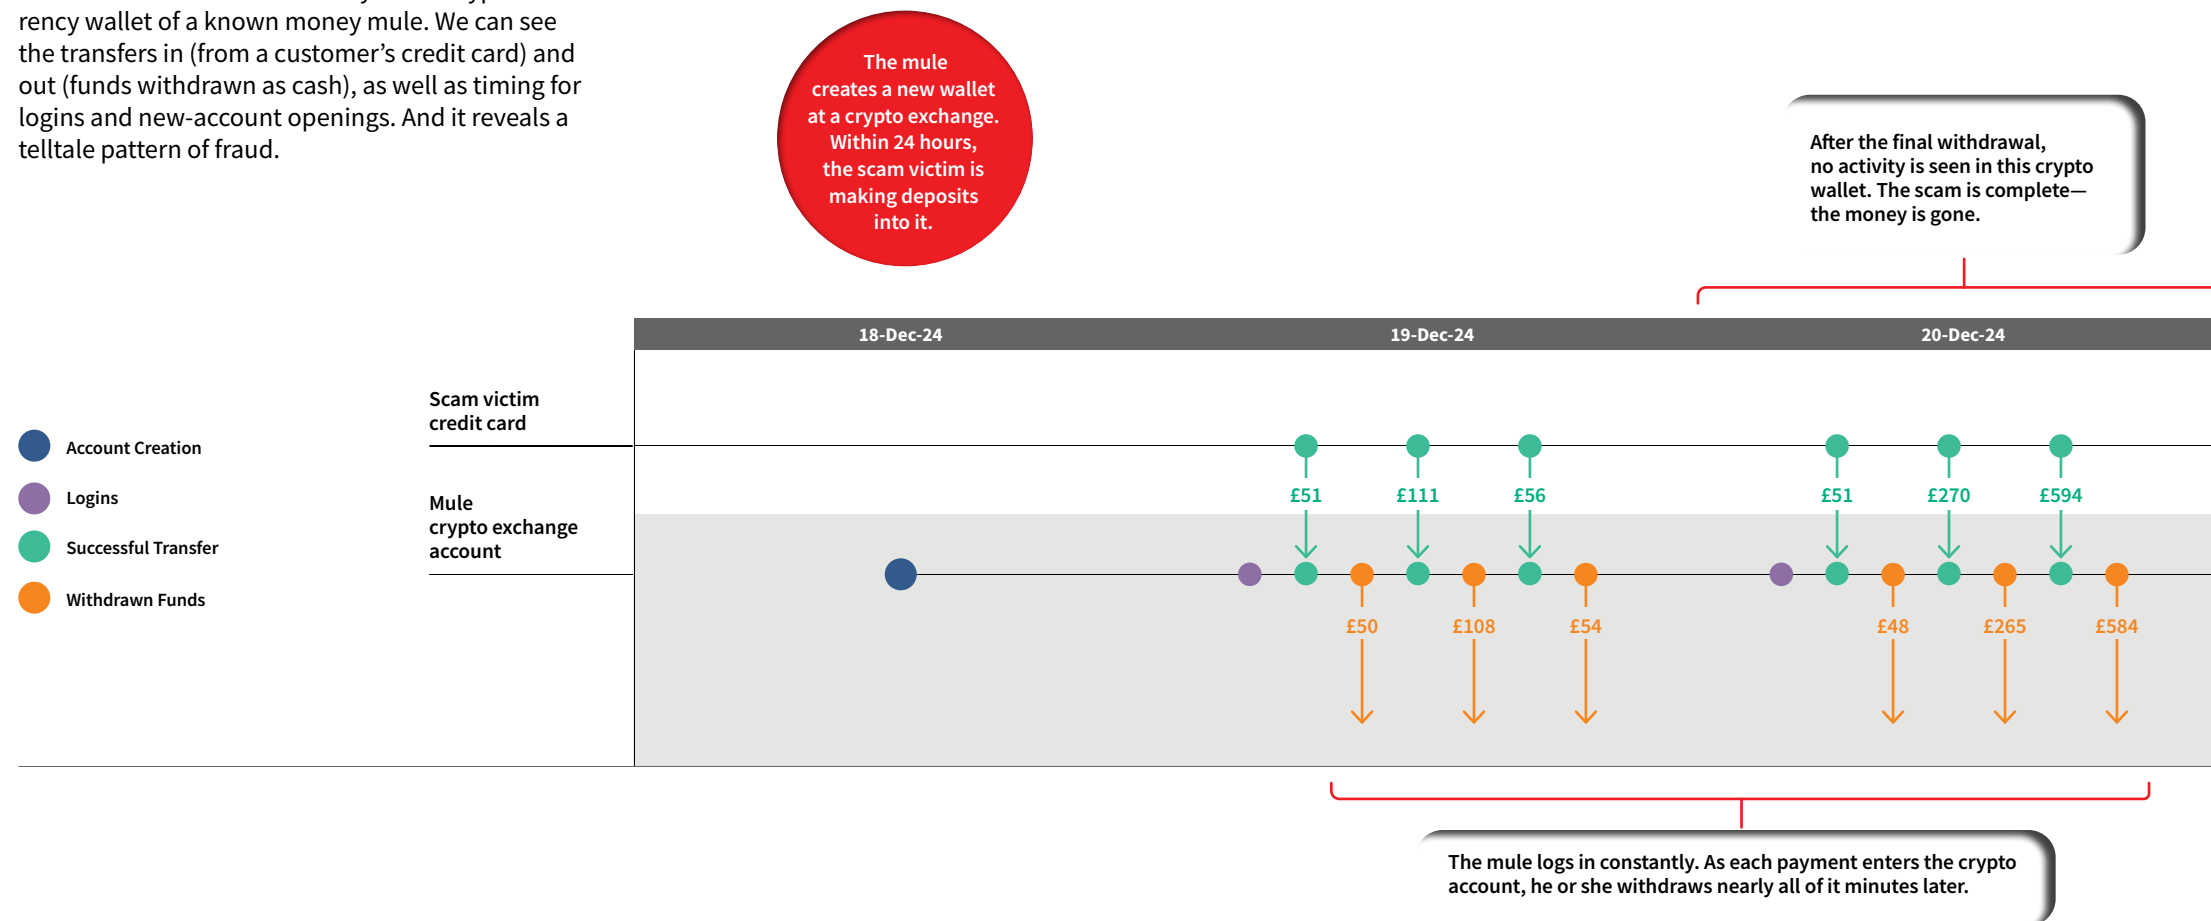 rency wallet of a known money mule. We can see
the transfers in (from a customer’s credit card) and
out (funds withdrawn as cash), as well as timing for
logins and new-account openings. And it reveals a
telltale pattern of fraud.
The mule
creates a new wallet
at a crypto exchange.
Within 24 hours,
the scam victim is
making deposits
into it.
After the final withdrawal,
no activity is seen in this crypto
wallet. The scam is complete—
the money is gone.
18-Dec-24
19-Dec-24
20-Dec-24
Scam victim
credit card
Account Creation
Logins
Successful Transfer
Withdrawn Funds
Mule
crypto exchange
account
£51
£111
£56
£51
£270
£594
£50
£108
£54
£48
£265
£584
The mule logs in constantly. As each payment enters the crypto
account, he or she withdraws nearly all of it minutes later.